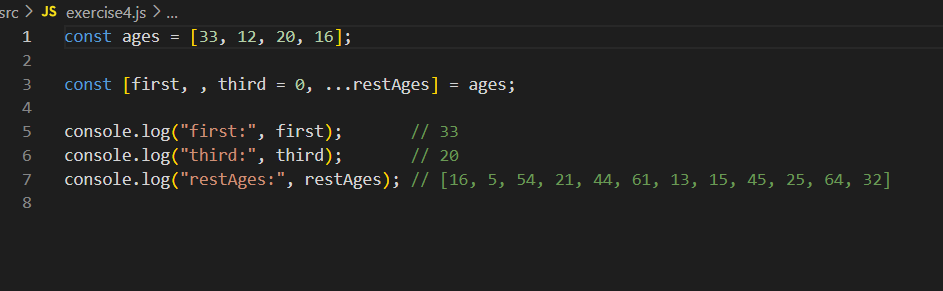 src > JS exercise4.js > ...
1 const ages = [33, 12, 20, 16];
2
3 const [first, , third = 0, ...restAges] = ages;
4
5 console.log("first:", first);       // 33
6 console.log("third:", third);       // 20
7 console.log("restAges:", restAges); // [16, 5, 54, 21, 44, 61, 13, 15, 45, 25, 64, 32]
8